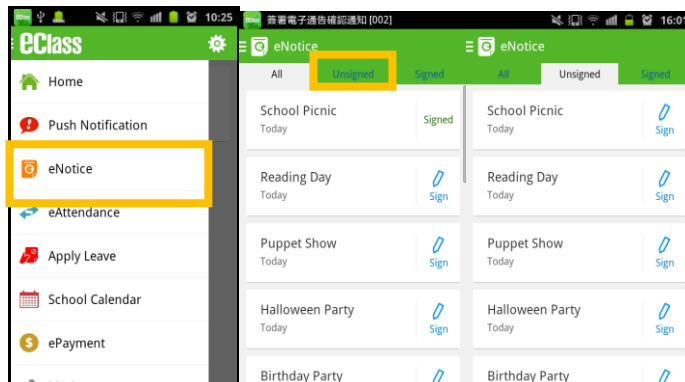 10:25
eClass
Home
Push Notification
eNotice
eAttendance
Apply Leave
School Calendar
ePayment
簽署電子通告確認通知 [002]
eNotice
All Unsigned Signed
School Picnic
Today
Signed
Reading Day
Today
Sign
Puppet Show
Today
Sign
Halloween Party
Today
Sign
Birthday Party
16:01
eNotice
All Unsigned Signed
School Picnic
Today
Sign
Reading Day
Today
Sign
Puppet Show
Today
Sign
Halloween Party
Today
Sign
Birthday Party